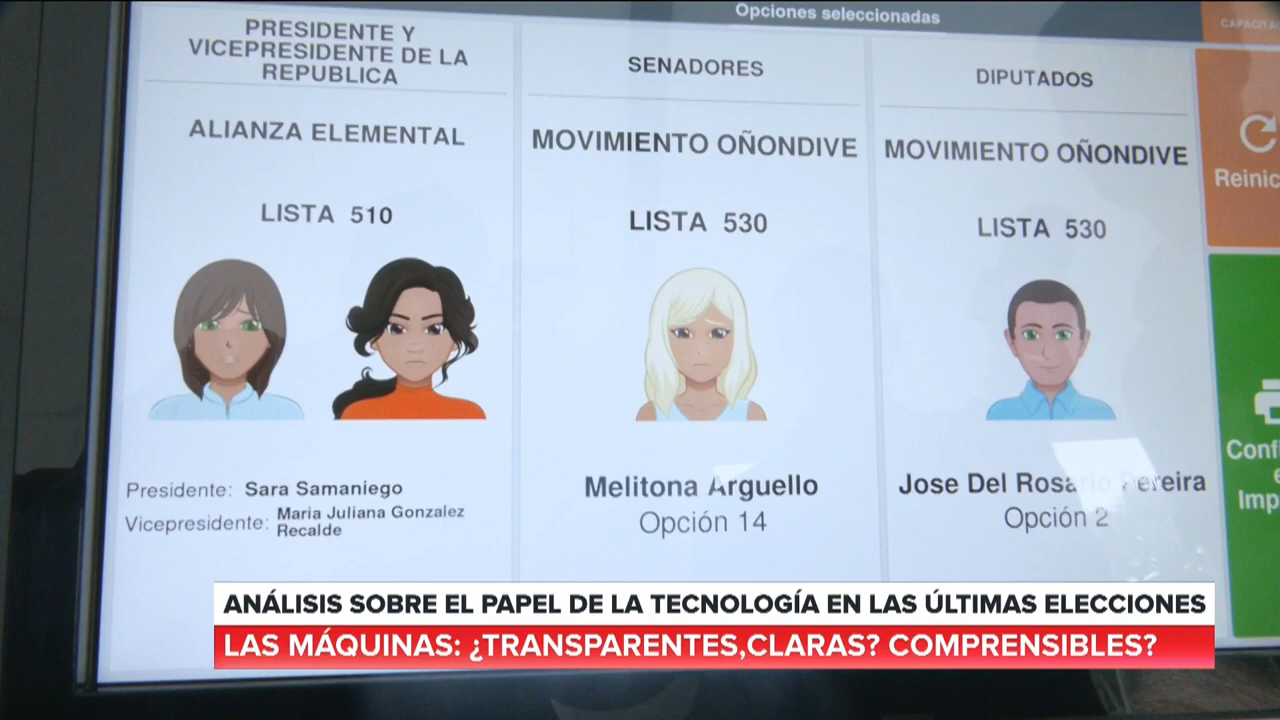 Opciones seleccionadas
PRESIDENTE Y
VICEPRESIDENTE DE LA
REPUBLICA
ALIANZA ELEMENTAL
LISTA 510
Presidente: Sara Samaniego
Vicepresidente: Maria Juliana Gonzalez
Recalde
SENADORES
MOVIMIENTO OÑONDIVE
LISTA 530
Melitona Arguello
Opción 14
DIPUTADOS
MOVIMIENTO OÑONDIVE
LISTA 530
Jose Del Rosario Pereira
Opción 2
ANÁLISIS SOBRE EL PAPEL DE LA TECNOLOGÍA EN LAS ÚLTIMAS ELECCIONES
LAS MÁQUINAS: ¿TRANSPARENTES,CLARAS? COMPRENSIBLES?